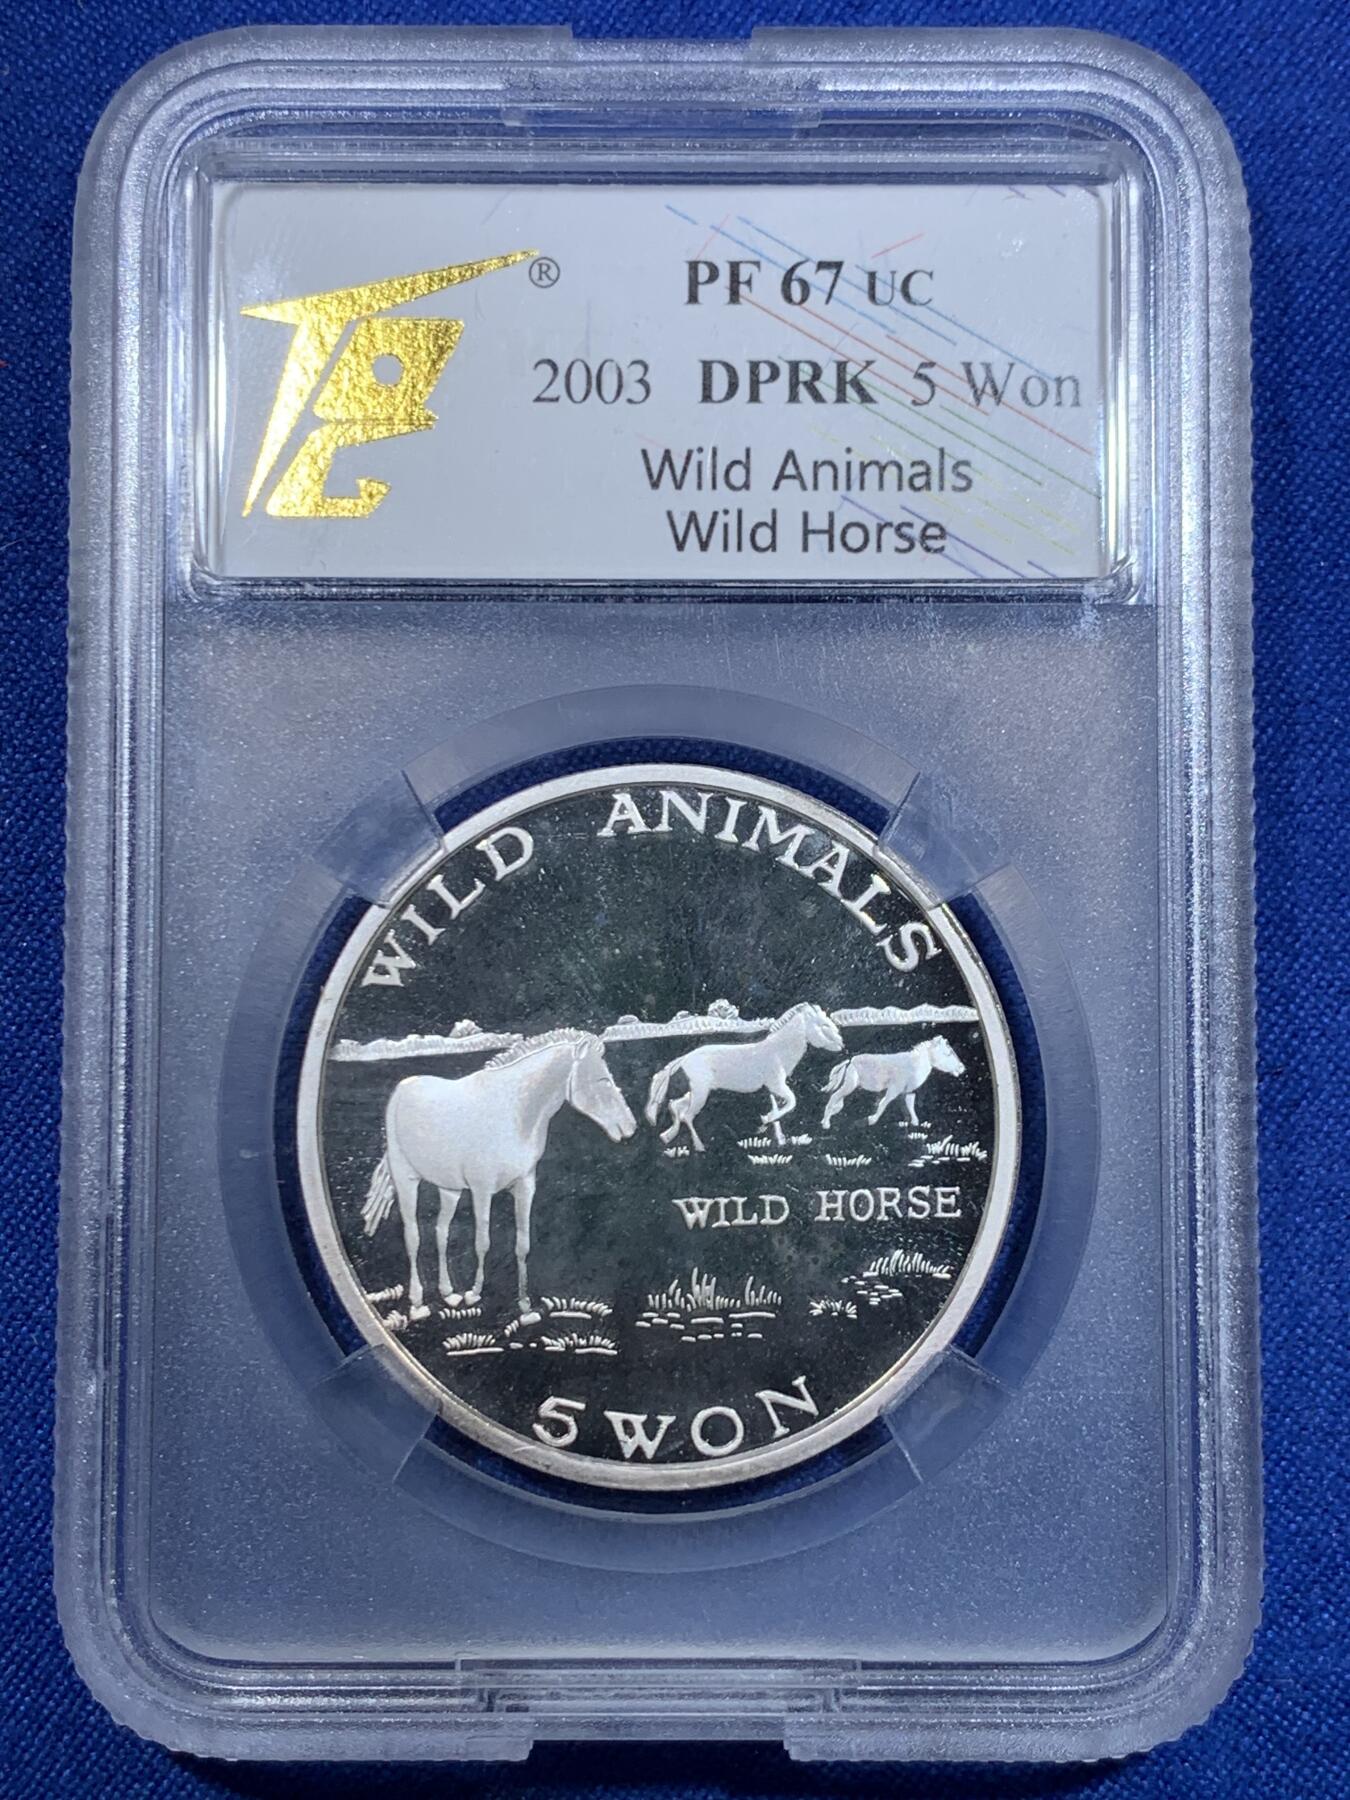 ®
PF 67 UC
2003 DPRK 5 Won
Wild Animals
Wild Horse
WILD ANIMALS
WILD HORSE
5 WON